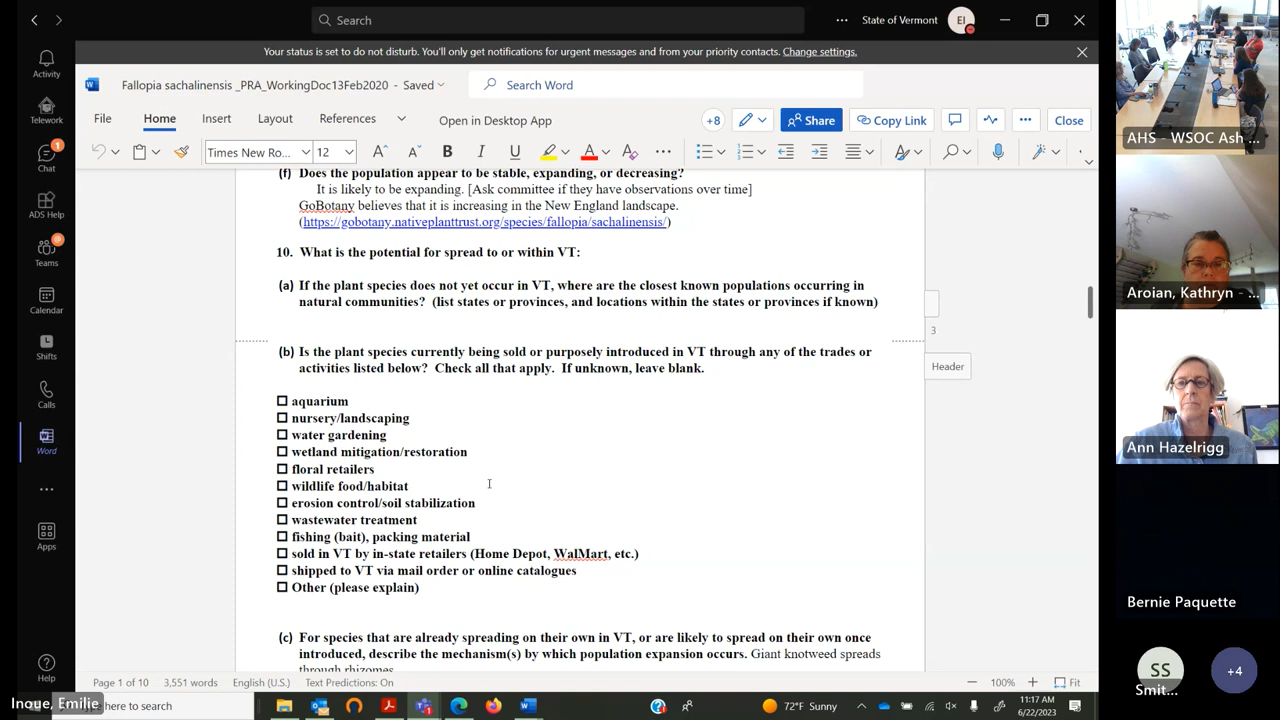 Search
State of Vermont
EI
Your status is set to do not disturb. You'll only get notifications for urgent messages and from your priority contacts. Change settings.
Activity
Telework
Chat
1
ADS Help
Teams
Calendar
Shifts
Calls
Word
Apps
Help
Fallopia sachalinensis _PRA_WorkingDoc13Feb2020 - Saved
Search Word
File Home Insert Layout References Open in Desktop App
+8
Share
Copy Link
Close
Times New Ro... 12
B I U A
(f) Does the population appear to be stable, expanding, or decreasing?
It is likely to be expanding. [Ask committee if they have observations over time]
GoBotany believes that it is increasing in the New England landscape.
(https://gobotany.nativeplanttrust.org/species/fallopia/sachalinensis/)
10. What is the potential for spread to or within VT:
(a) If the plant species does not yet occur in VT, where are the closest known populations occurring in
natural communities? (list states or provinces, and locations within the states or provinces if known)
3
Header
(b) Is the plant species currently being sold or purposely introduced in VT through any of the trades or
activities listed below? Check all that apply. If unknown, leave blank.
☐ aquarium
☐ nursery/landscaping
☐ water gardening
☐ wetland mitigation/restoration
☐ floral retailers
☐ wildlife food/habitat
☐ erosion control/soil stabilization
☐ wastewater treatment
☐ fishing (bait), packing material
☐ sold in VT by in-state retailers (Home Depot, WalMart, etc.)
☐ shipped to VT via mail order or online catalogues
☐ Other (please explain)
(c) For species that are already spreading on their own in VT, or are likely to spread on their own once
introduced, describe the mechanism(s) by which population expansion occurs. Giant knotweed spreads
through rhizomes
Page 1 of 10 3,551 words English (U.S.) Text Predictions: On
100% Fit
Inoue, Emilie
here to search
72°F Sunny
11:17 AM
6/22/2023
AHS - WSOC Ash ...
Aroian, Kathryn - ...
Ann Hazelrigg
Bernie Paquette
SS
Smit...
+4